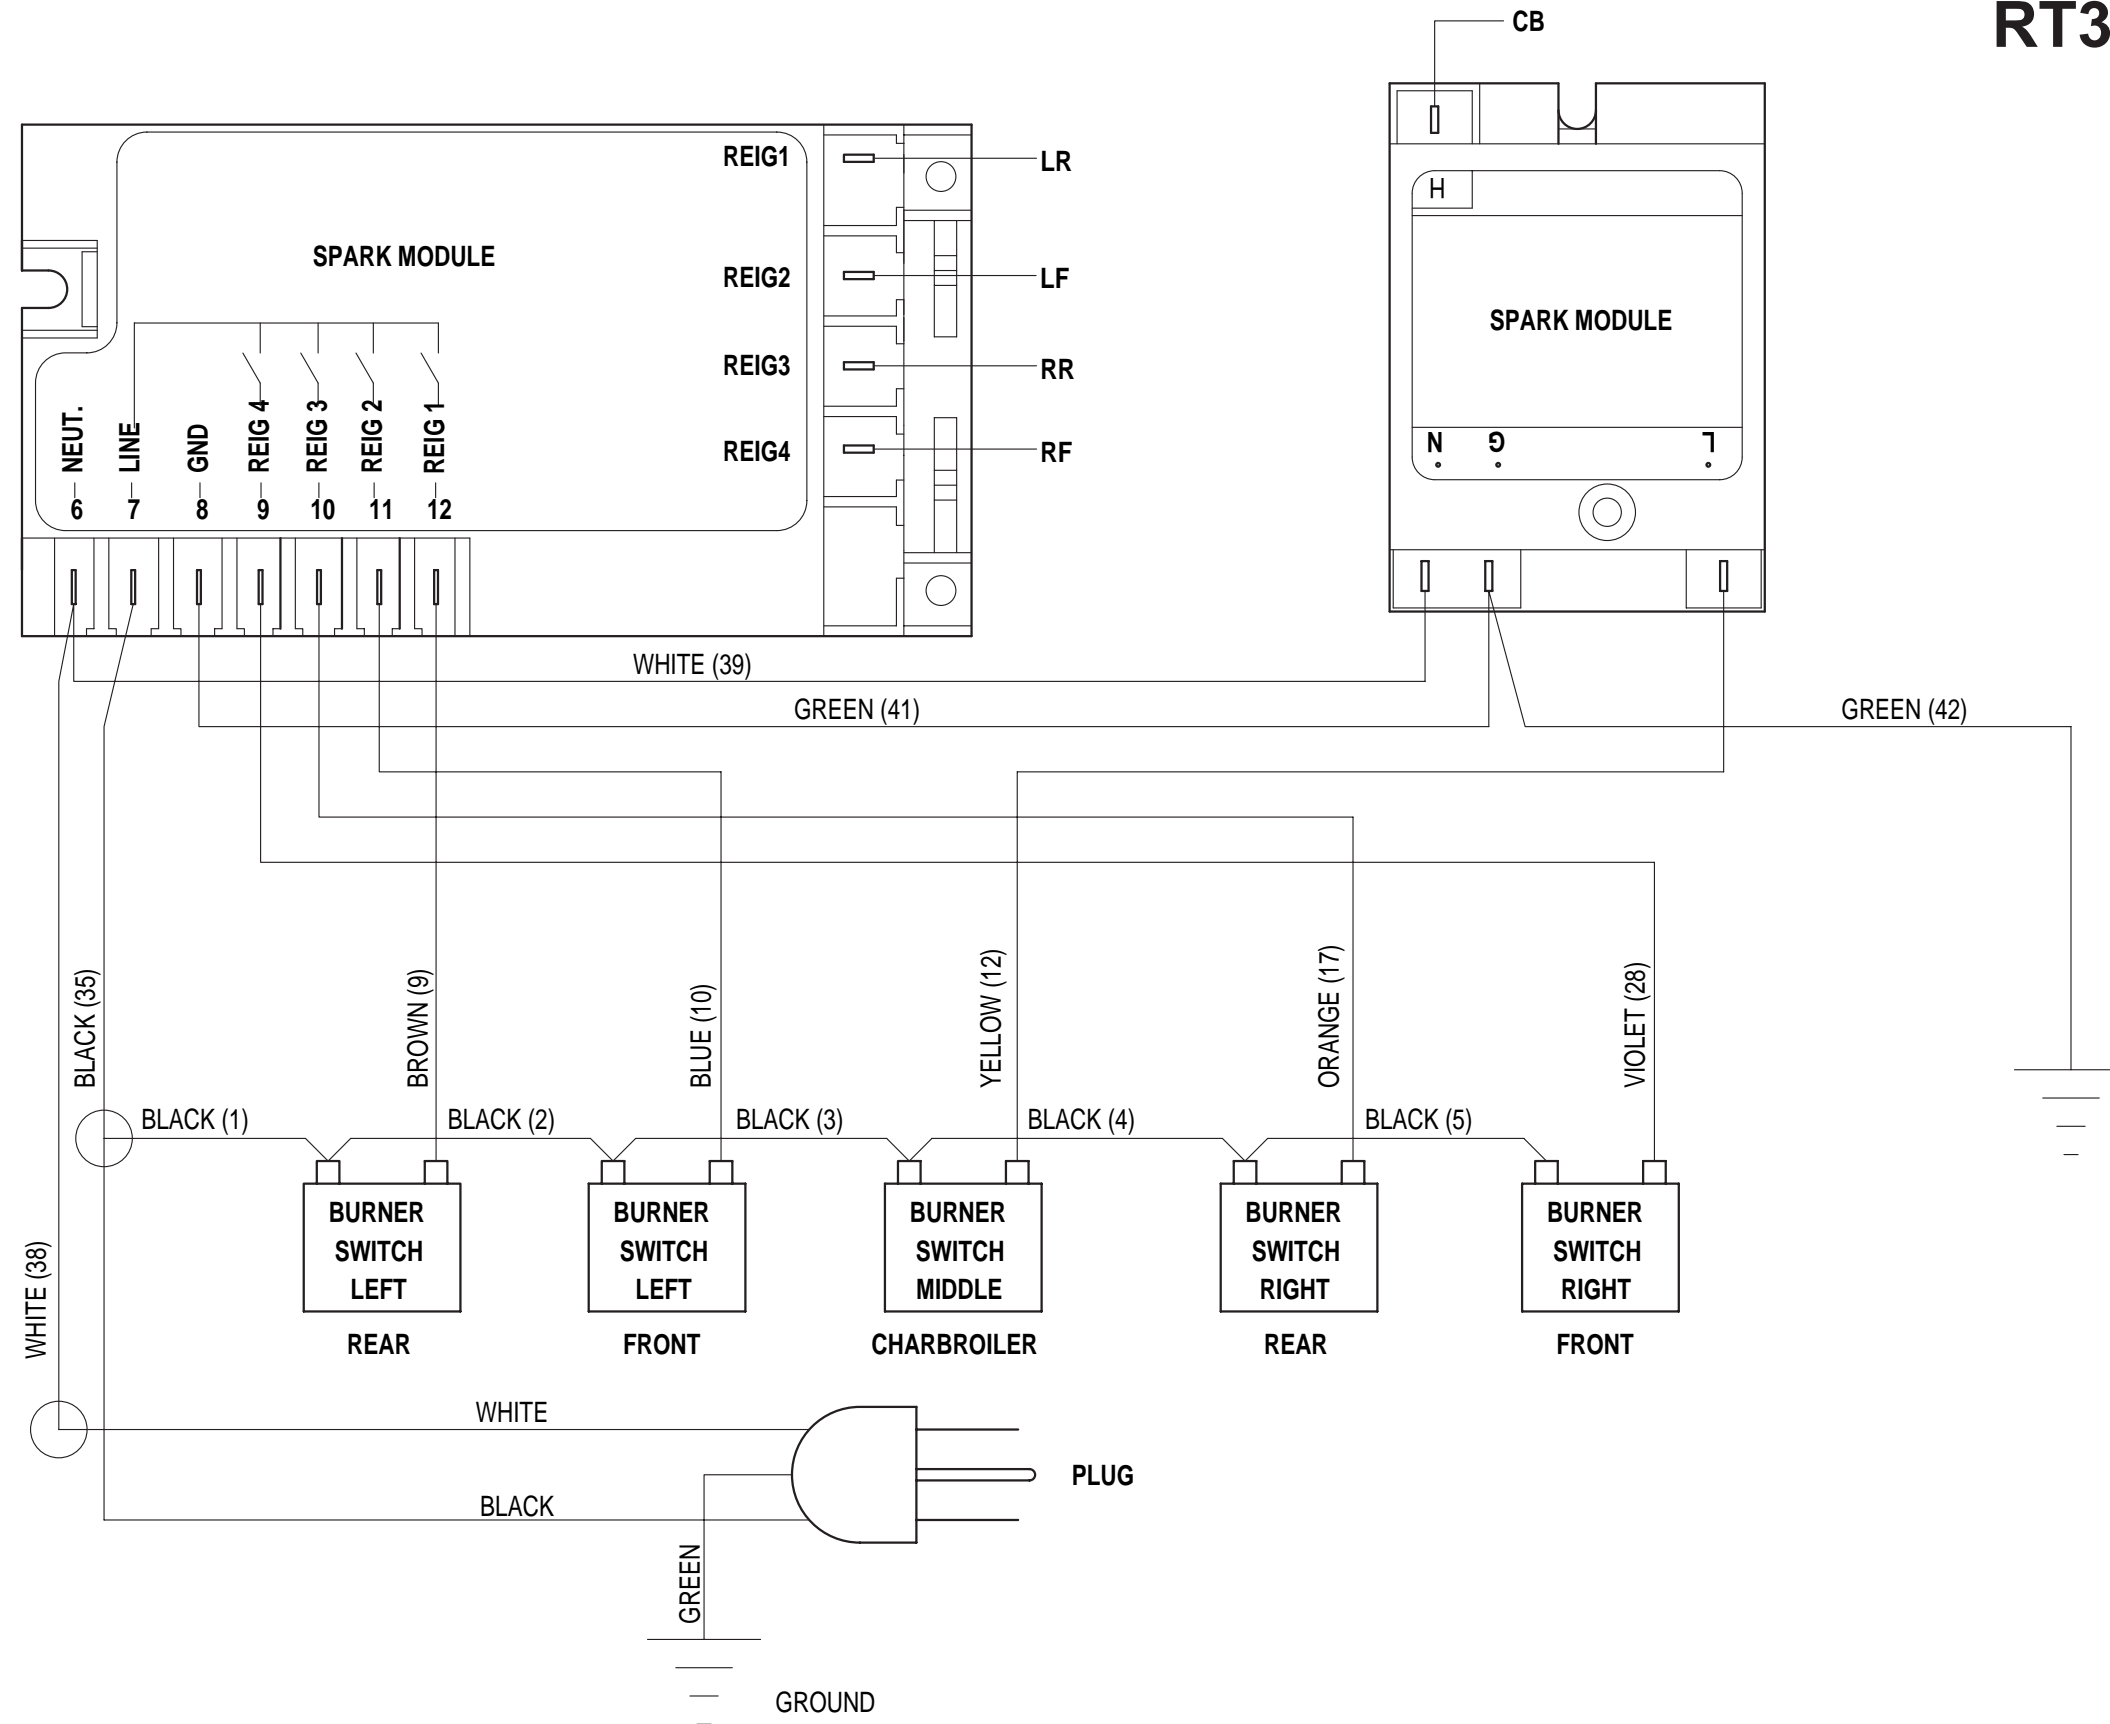 CB
RT3
REIG1
LR
H
SPARK MODULE
REIG2
LF
SPARK MODULE
REIG3
RR
NEUT.
LINE
GND
REIG 4
REIG 3
REIG 2
REIG 1
REIG4
RF
N
G
L
6
7
8
9
10
11
12
WHITE (39)
GREEN (41)
GREEN (42)
BLACK (35)
BROWN (9)
BLUE (10)
YELLOW (12)
ORANGE (17)
VIOLET (28)
BLACK (1)
BLACK (2)
BLACK (3)
BLACK (4)
BLACK (5)
BURNER
SWITCH
LEFT
REAR
BURNER
SWITCH
LEFT
FRONT
BURNER
SWITCH
MIDDLE
CHARBROILER
BURNER
SWITCH
RIGHT
REAR
BURNER
SWITCH
RIGHT
FRONT
WHITE (38)
WHITE
PLUG
BLACK
GREEN
GROUND